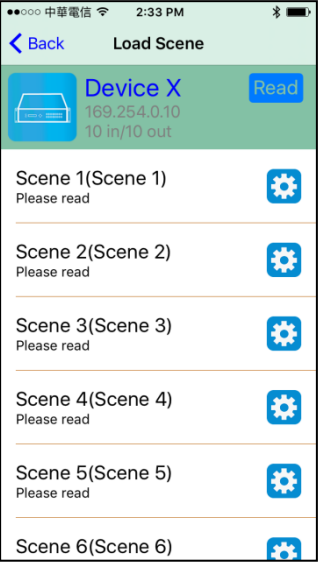 中華電信 2:33 PM
Back Load Scene
Device X
Read
169.254.0.10
10 in/10 out
Scene 1(Scene 1)
Please read
Scene 2(Scene 2)
Please read
Scene 3(Scene 3)
Please read
Scene 4(Scene 4)
Please read
Scene 5(Scene 5)
Please read
Scene 6(Scene 6)